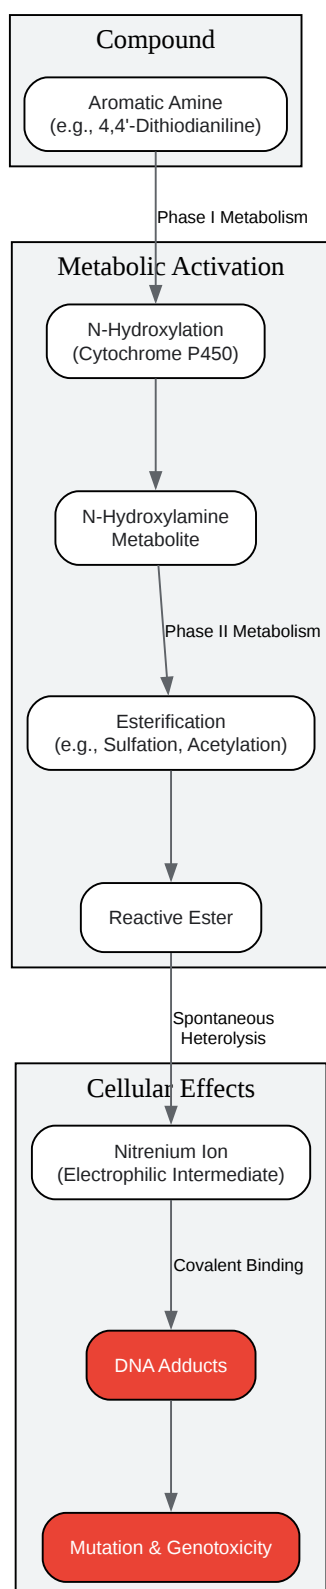 Compound
Aromatic Amine
(e.g., 4,4'-Dithiodianiline)
Phase I Metabolism
Metabolic Activation
N-Hydroxylation
(Cytochrome P450)
N-Hydroxylamine
Metabolite
Phase II Metabolism
Esterification
(e.g., Sulfation, Acetylation)
Reactive Ester
Spontaneous
Heterolysis
Cellular Effects
Nitrenium Ion
(Electrophilic Intermediate)
Covalent Binding
DNA Adducts
Mutation & Genotoxicity